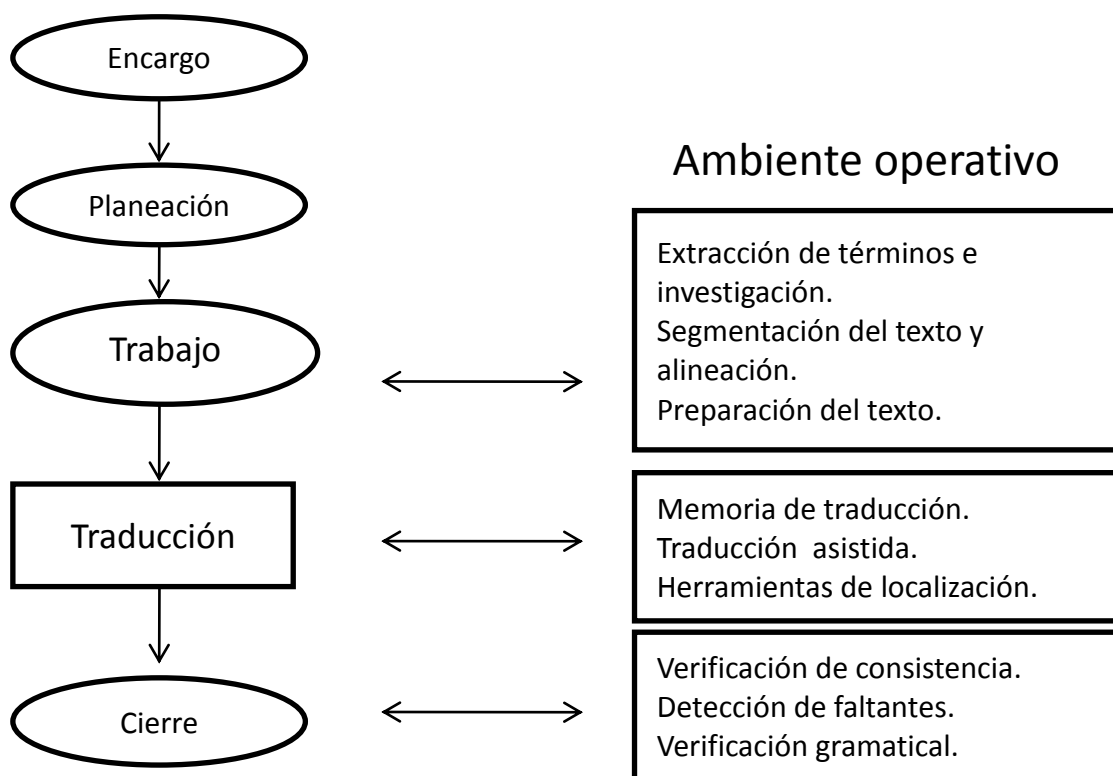 Encargo
Planeación
Trabajo
Traducción
Cierre
Ambiente operativo
Extracción de términos e
investigación.
Segmentación del texto y
alineación.
Preparación del texto.
Memoria de traducción.
Traducción  asistida.
Herramientas de localización.
Verificación de consistencia.
Detección de faltantes.
Verificación gramatical.